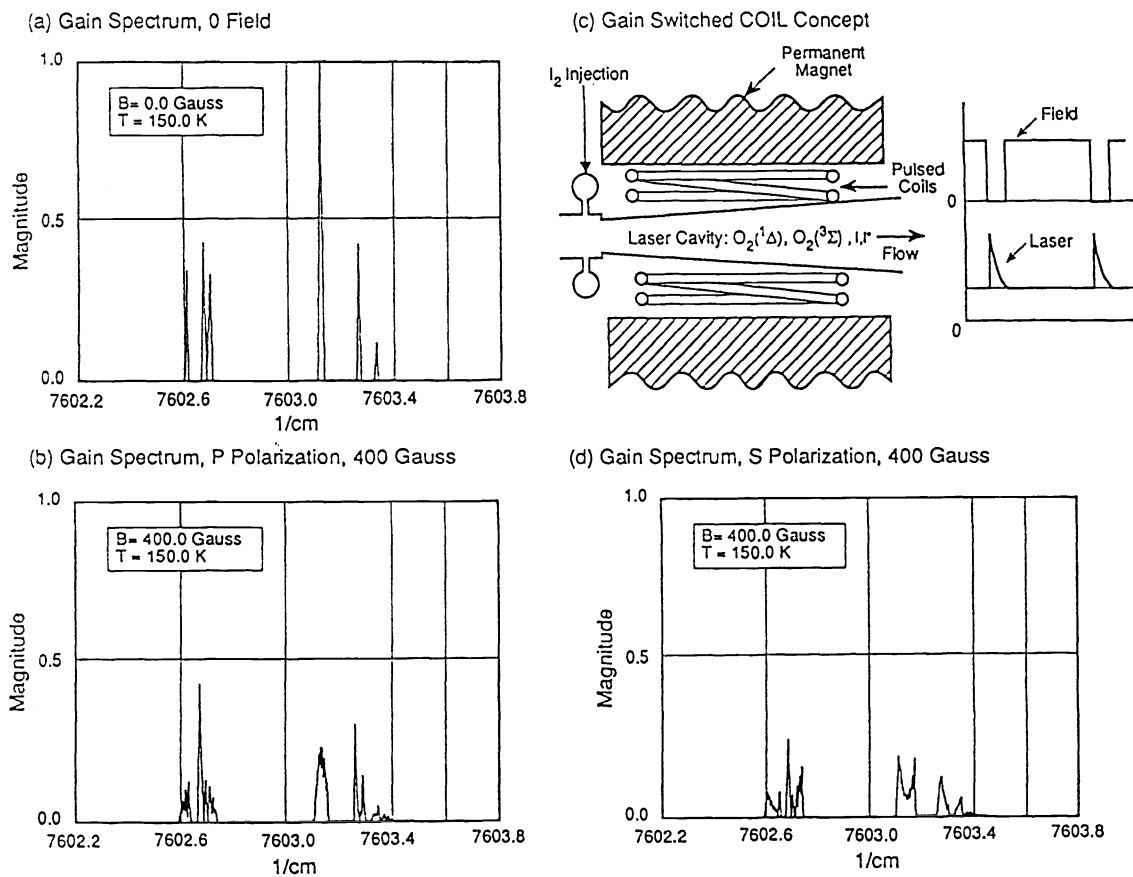 (a) Gain Spectrum, 0 Field
1.0
0.5
0.0
Magnitude
B= 0.0 Gauss
T = 150.0 K
7602.2 7602.6 7603.0 7603.4 7603.8
1/cm
(c) Gain Switched COIL Concept
I₂ Injection
Permanent
Magnet
Pulsed
Coils
Laser Cavity: O₂(¹Δ), O₂(³Σ) , I,I*
Flow
Field
0
Laser
0
(b) Gain Spectrum, P Polarization, 400 Gauss
1.0
0.5
0.0
Magnitude
B= 400.0 Gauss
T = 150.0 K
7602.2 7602.6 7603.0 7603.4 7603.8
1/cm
(d) Gain Spectrum, S Polarization, 400 Gauss
1.0
0.5
0.0
Magnitude
B= 400.0 Gauss
T = 150.0 K
7602.2 7602.6 7603.0 7603.4 7603.8
1/cm